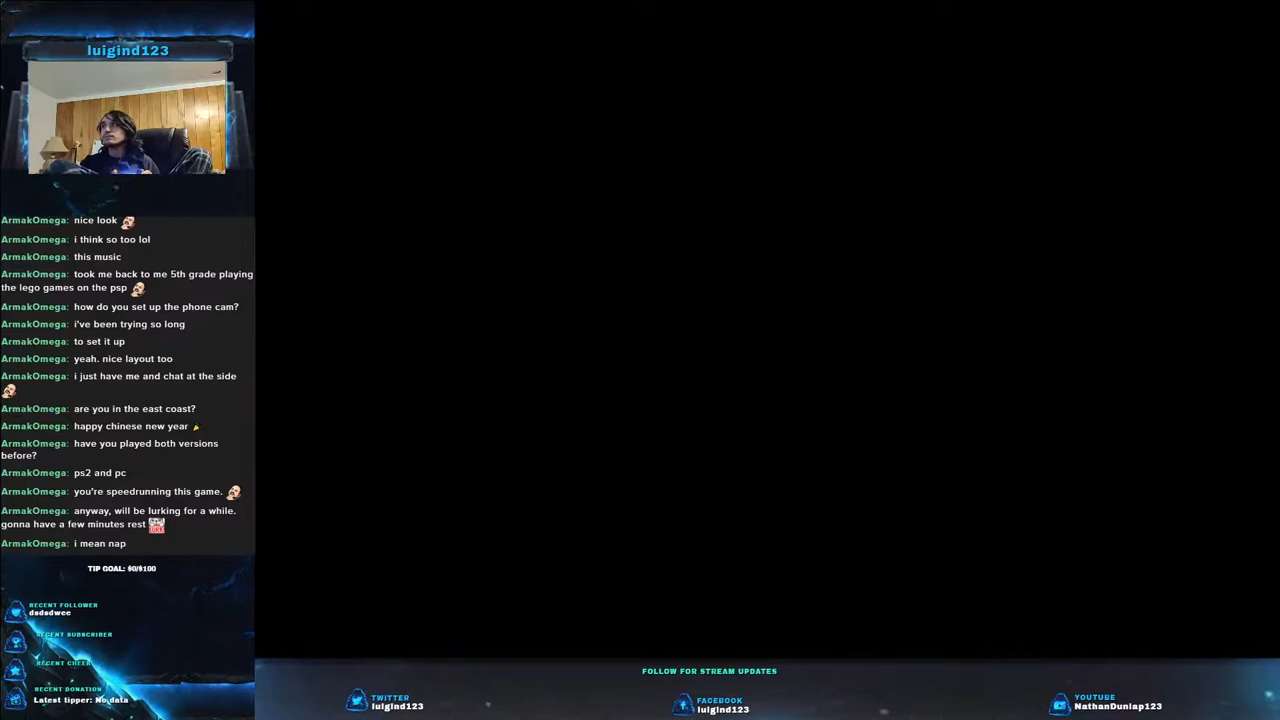 luigind123
ArmakOmega: nice look
ArmakOmega: i think so too lol
ArmakOmega: this music
ArmakOmega: took me back to me 5th grade playing
the lego games on the psp
ArmakOmega: how do you set up the phone cam?
ArmakOmega: i've been trying so long
ArmakOmega: to set it up
ArmakOmega: yeah. nice layout too
ArmakOmega: i just have me and chat at the side
ArmakOmega: are you in the east coast?
ArmakOmega: happy chinese new year
ArmakOmega: have you played both versions
before?
ArmakOmega: ps2 and pc
ArmakOmega: you're speedrunning this game.
ArmakOmega: anyway, will be lurking for a while.
gonna have a few minutes rest
ArmakOmega: i mean nap
TIP GOAL: $0/$100
RECENT FOLLOWER
dsdsdwee
RECENT SUBSCRIBER
RECENT CHEER
RECENT DONATION
Latest tipper: No data
FOLLOW FOR STREAM UPDATES
TWITTER
luigind123
FACEBOOK
luigind123
YOUTUBE
NathanDunlap123